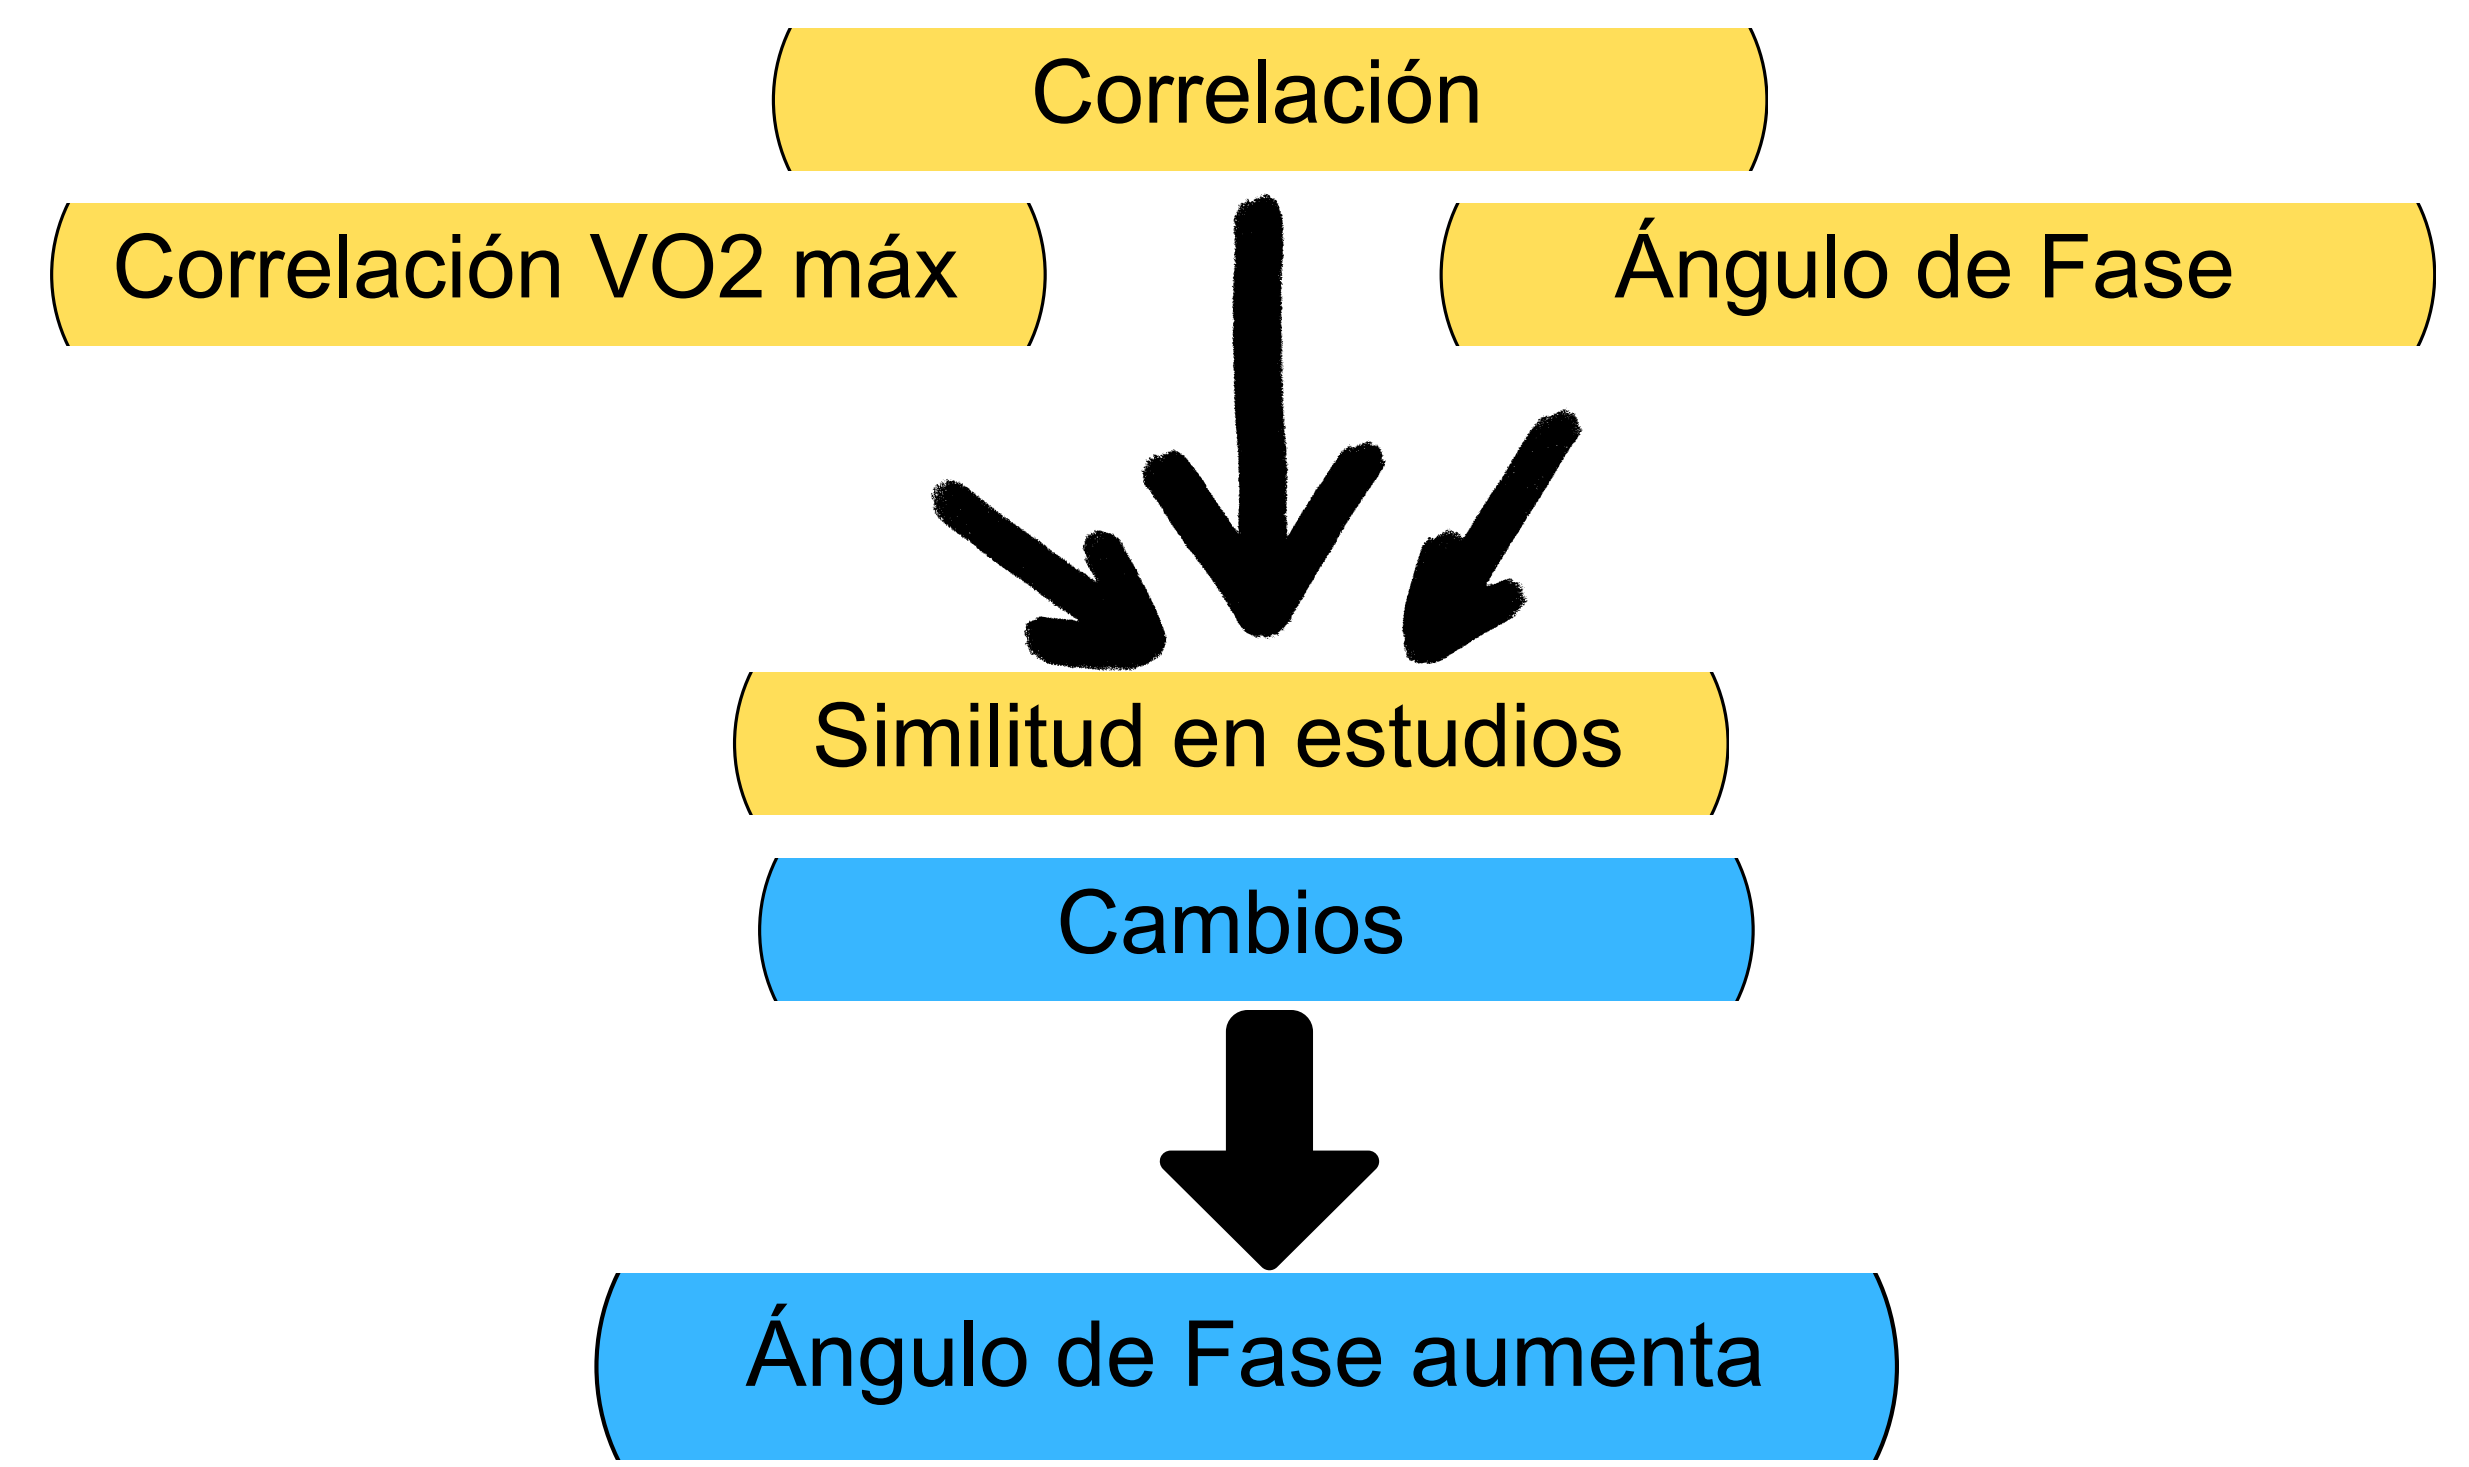 Correlación
Correlación VO2 máx
Ángulo de Fase
Similitud en estudios
Cambios
Ángulo de Fase aumenta